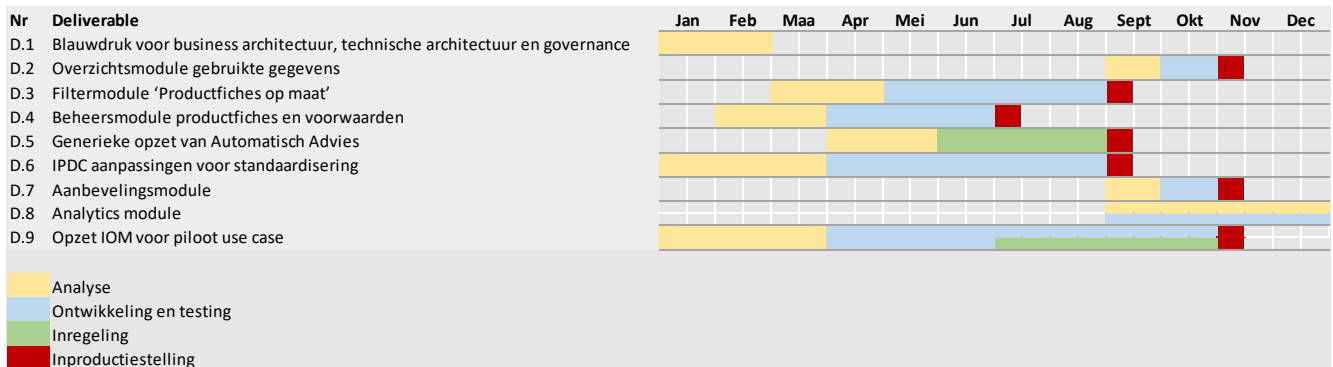 Nr Deliverable Jan Feb Maa Apr Mei Jun Jul Aug Sept Okt Nov Dec
D.1 Blauwdruk voor business architectuur, technische architectuur en governance
D.2 Overzichtsmodule gebruikte gegevens
D.3 Filtermodule ‘Productfiches op maat’
D.4 Beheersmodule productfiches en voorwaarden
D.5 Generieke opzet van Automatisch Advies
D.6 IPDC aanpassingen voor standaardisering
D.7 Aanbevelingsmodule
D.8 Analytics module
D.9 Opzet IOM voor piloot use case
Analyse
Ontwikkeling en testing
Inregeling
Inproductiestelling